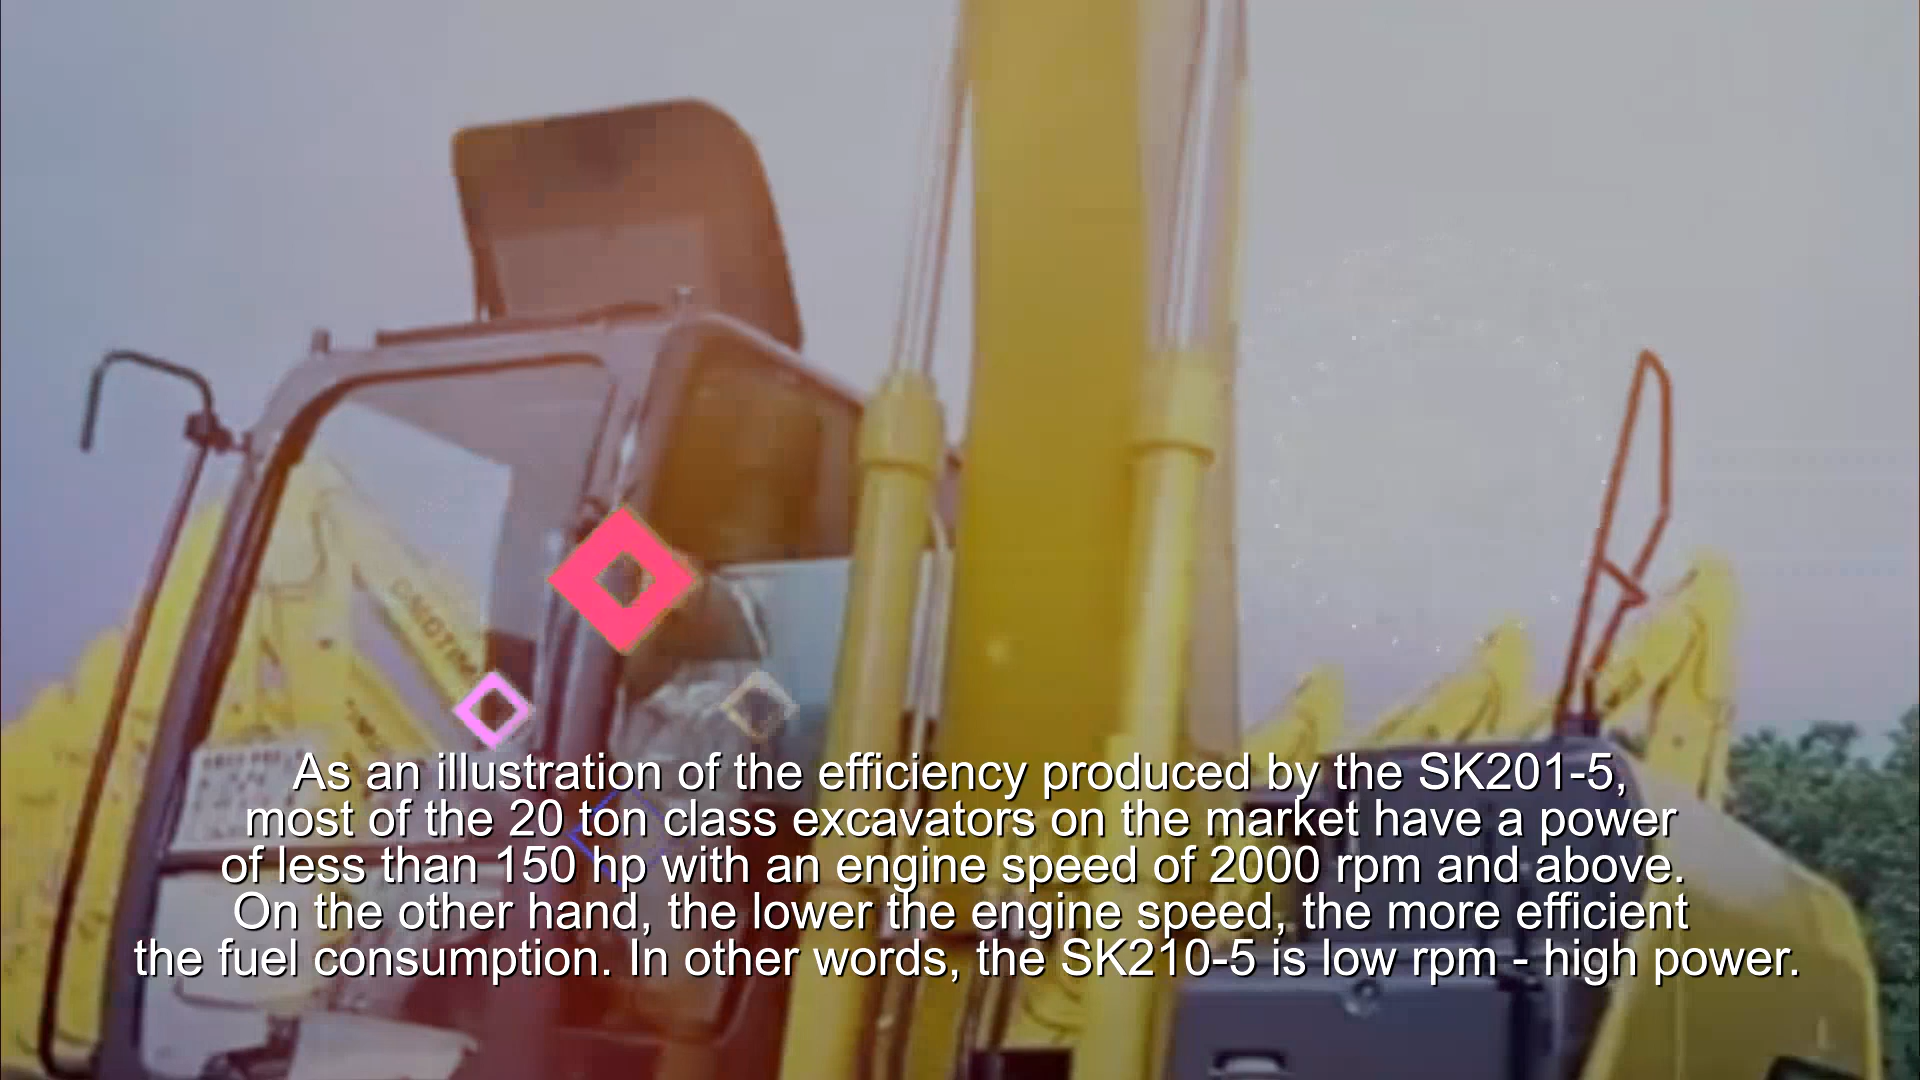 As an illustration of the efficiency produced by the SK201-5,
most of the 20 ton class excavators on the market have a power
of less than 150 hp with an engine speed of 2000 rpm and above.
On the other hand, the lower the engine speed, the more efficient
the fuel consumption. In other words, the SK210-5 is low rpm - high power.